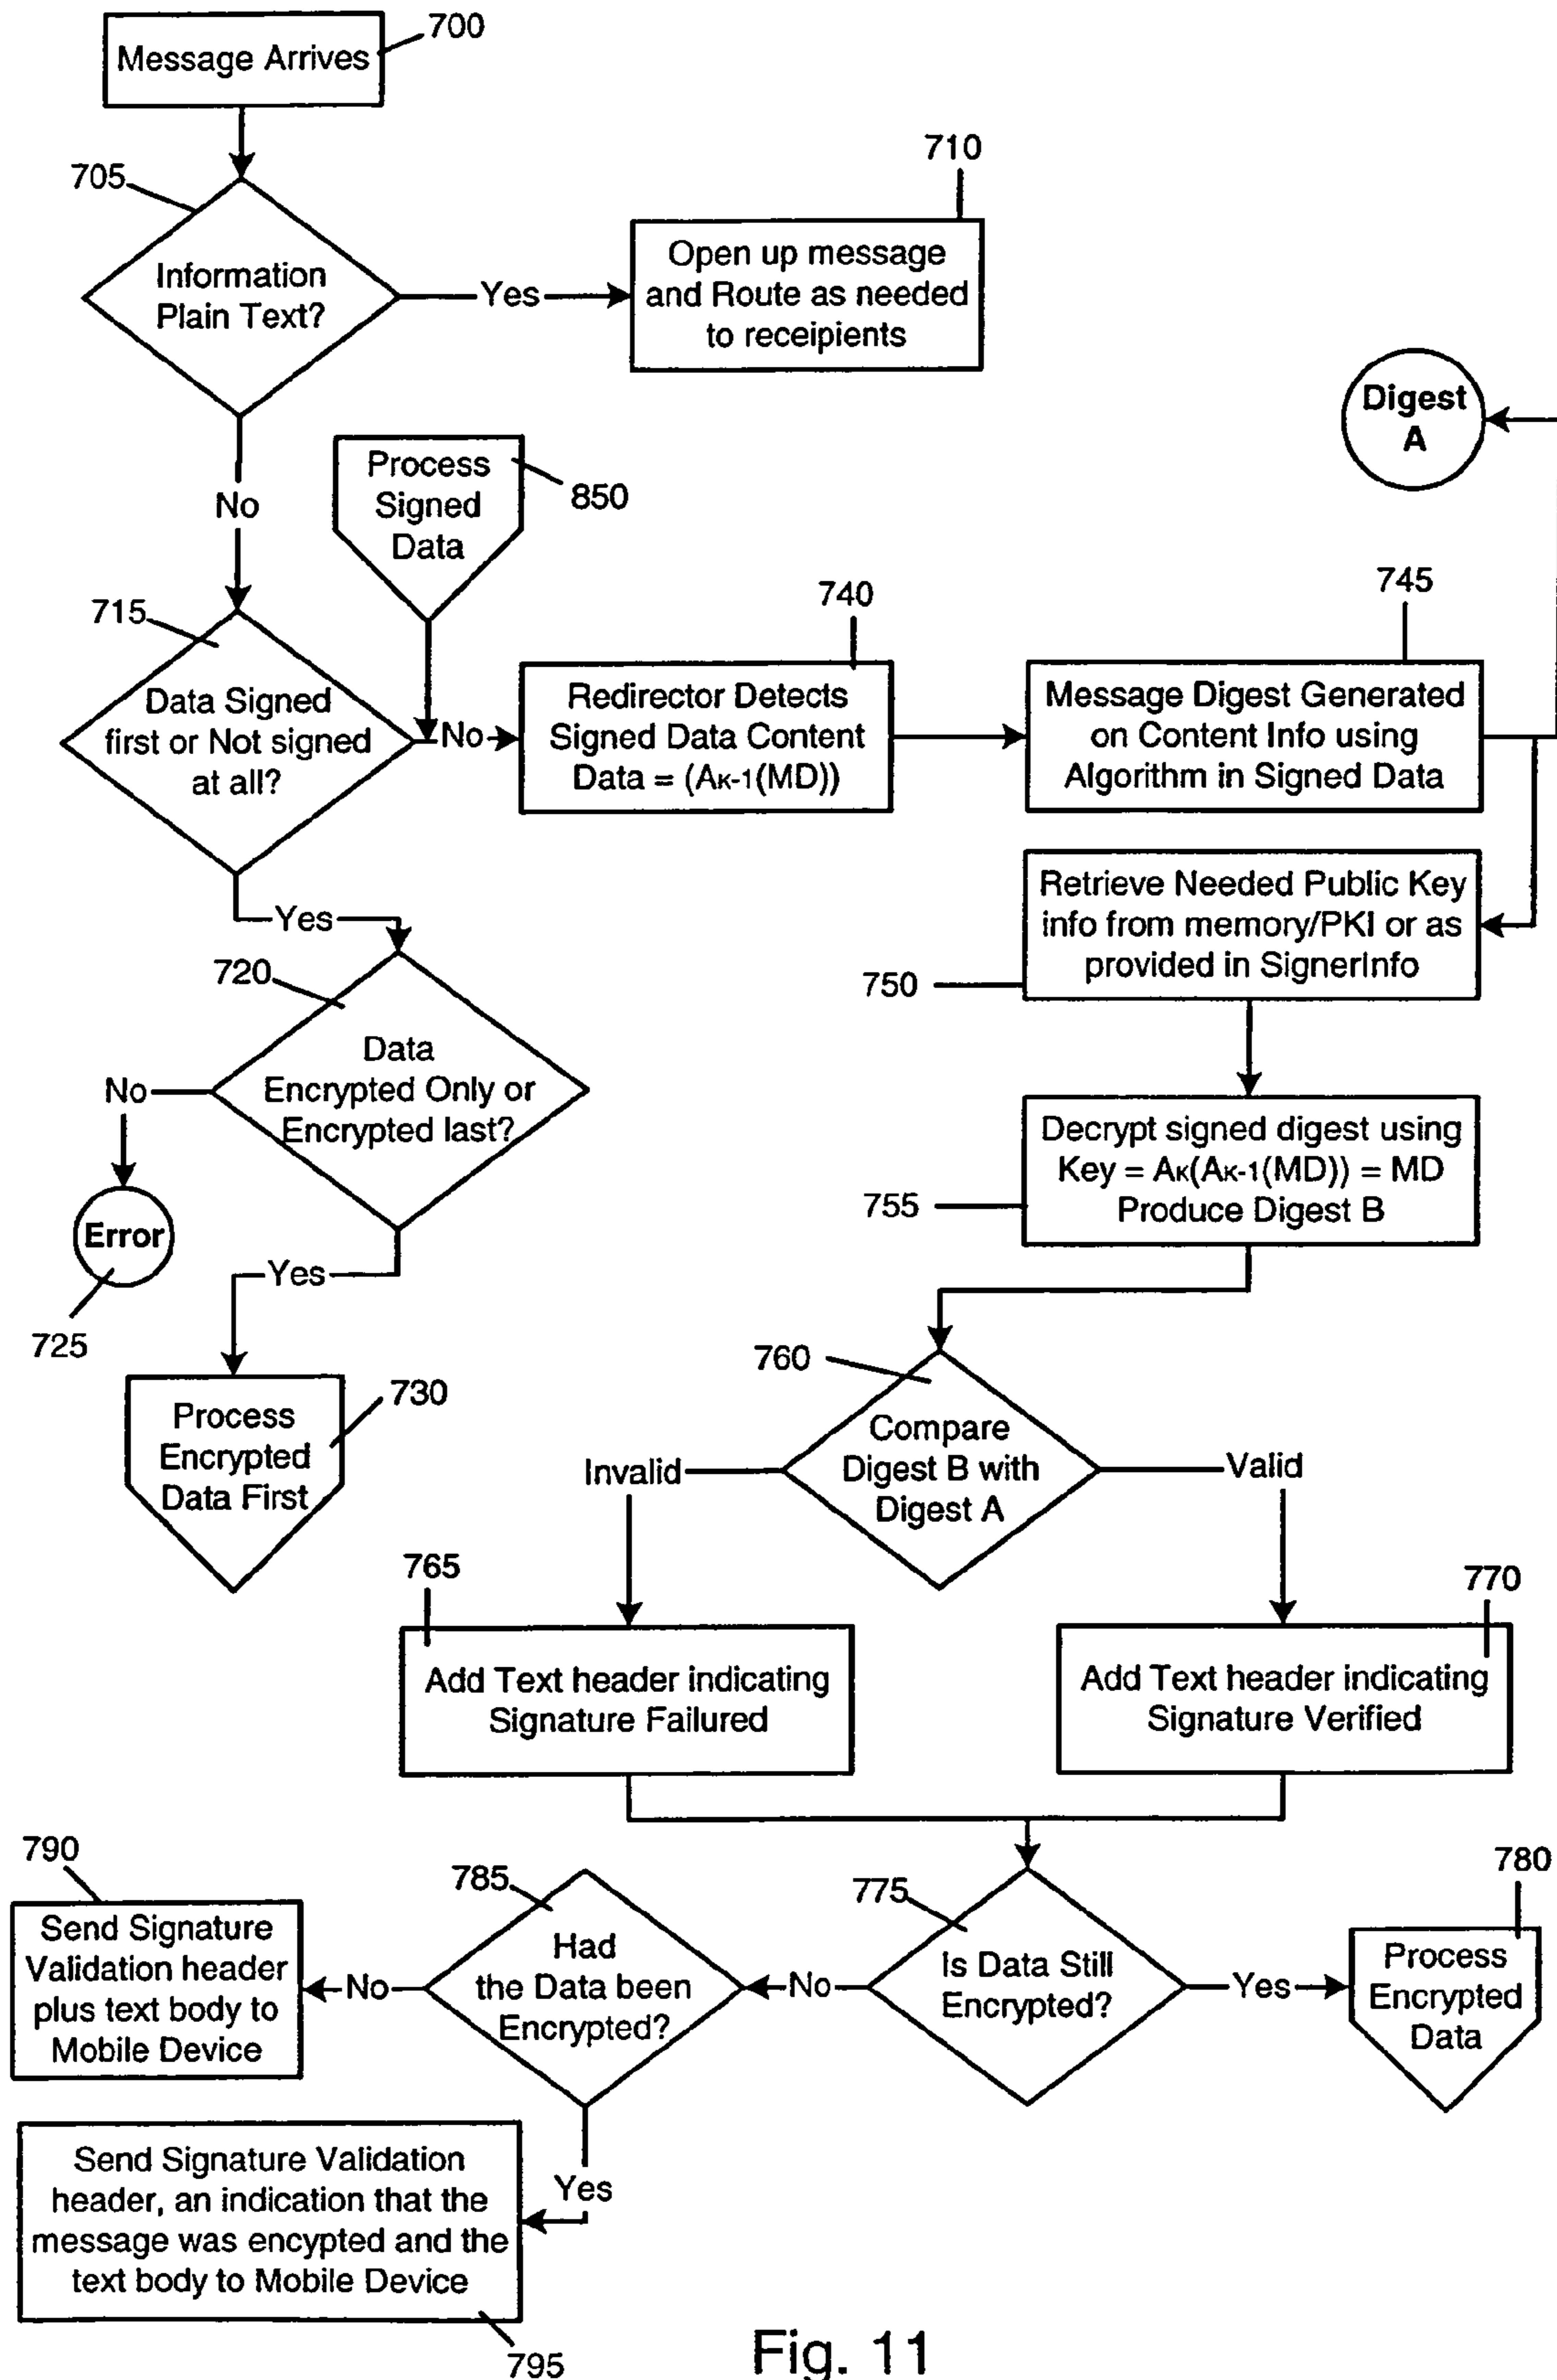 Message Arrives
700
705
Information
Plain Text?
Yes
710
Open up message
and Route as needed
to receipients
Digest
A
No
Process
Signed
Data
850
715
Data Signed
first or Not signed
at all?
No
740
Redirector Detects
Signed Data Content
Data = (AK-1(MD))
745
Message Digest Generated
on Content Info using
Algorithm in Signed Data
Retrieve Needed Public Key
info from memory/PKI or as
provided in SignerInfo
750
Yes
720
Data
Encrypted Only or
Encrypted last?
No
Error
725
Yes
730
Process
Encrypted
Data First
Decrypt signed digest using
Key = AK(AK-1(MD)) = MD
Produce Digest B
755
760
Compare
Digest B with
Digest A
Invalid
Valid
765
Add Text header indicating
Signature Failured
770
Add Text header indicating
Signature Verified
775
Is Data Still
Encrypted?
Yes
780
Process
Encrypted
Data
No
785
Had
the Data been
Encrypted?
No
790
Send Signature
Validation header
plus text body to
Mobile Device
Yes
Send Signature Validation
header, an indication that the
message was encypted and the
text body to Mobile Device
795
Fig. 11